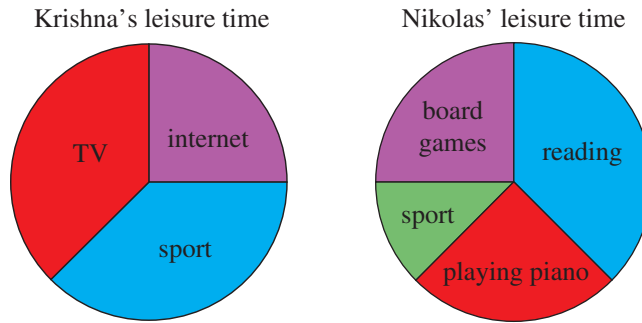 Krishna’s leisure time
TV
internet
sport
Nikolas’ leisure time
board
games
reading
sport
playing piano